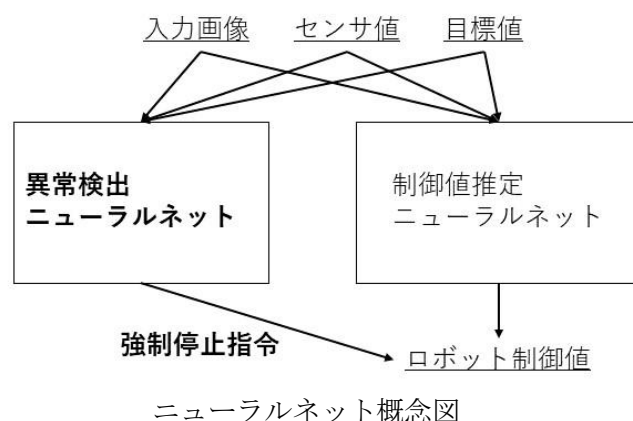 入力画像 センサ値 目標値
異常検出
ニューラルネット
制御値推定
ニューラルネット
強制停止指令
ロボット制御値
ニューラルネット概念図